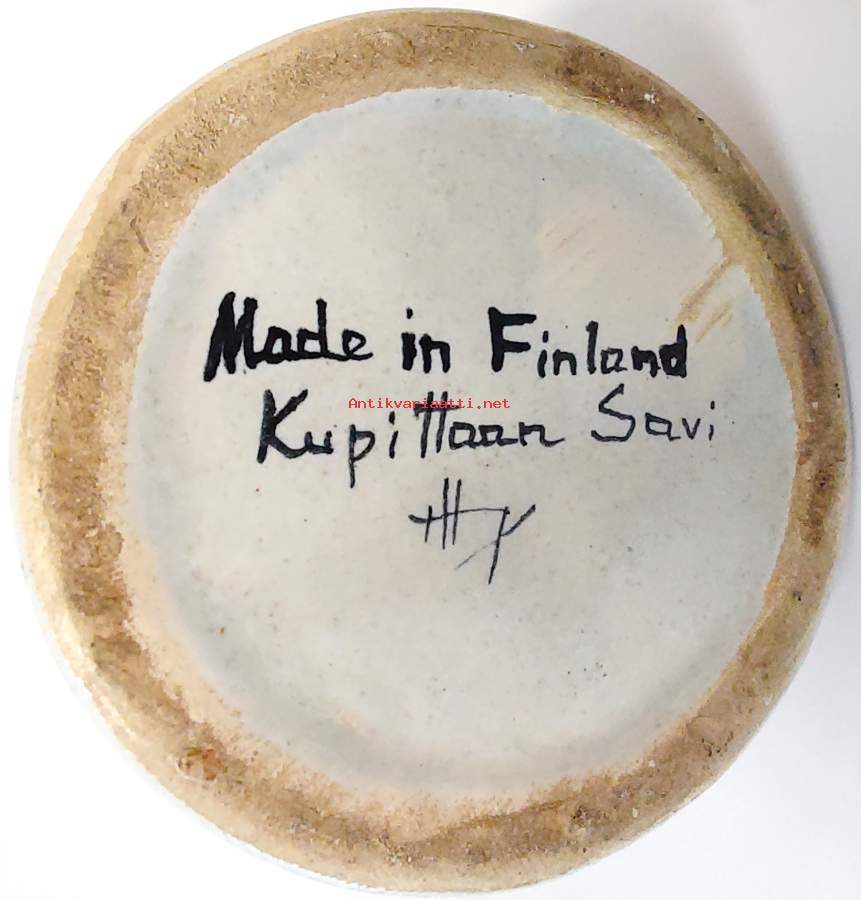 Made in Finland
Antikvariaatti.net
Kupittaan Savi